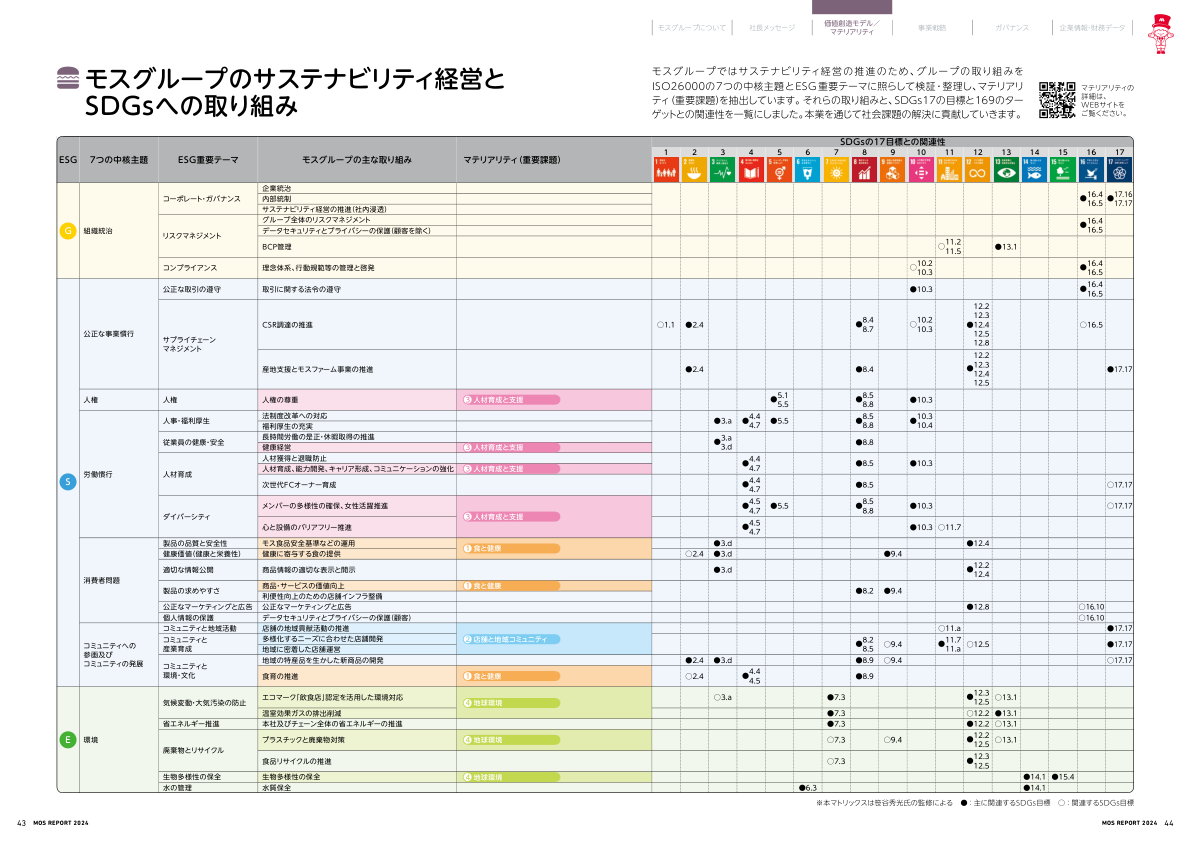 モスグループについて
社長メッセージ
価値創造モデル／
マテリアリティ
事業戦略
ガバナンス
企業情報・財務データ
モスグループのサステナビリティ経営と
SDGsへの取り組み
モスグループではサステナビリティ経営の推進のため、グループの取り組みを
ISO26000の7つの中核主題とESG重要テーマに照らして検証・整理し、マテリアリ
ティ（重要課題）を抽出しています。それらの取り組みと、SDGs17の目標と169のター
ゲットとの関連性を一覧にしました。本業を通じて社会課題の解決に貢献していきます。
マテリアリティの
詳細は、
WEBサイトを
ご覧ください。
ESG 7つの中核主題 ESG重要テーマ モスグループの主な取り組み マテリアリティ（重要課題） SDGsの17目標との関連性
1 2 3 4 5 6 7 8 9 10 11 12 13 14 15 16 17
G 組織統治
コーポレート・ガバナンス
企業統治
内部統制
サステナビリティ経営の推進（社内浸透）
●16.4 16.5 ●17.16 17.17
リスクマネジメント
グループ全体のリスクマネジメント
データセキュリティとプライバシーの保護（顧客を除く）
●16.4 16.5
BCP管理 ○11.2 11.5 ●13.1
コンプライアンス 理念体系、行動規範等の管理と啓発 ○10.2 10.3 ●16.4 16.5
S 公正な事業慣行
公正な取引の遵守 取引に関する法令の遵守 ●10.3 ●16.4 16.5
サプライチェーン
マネジメント
CSR調達の推進 ○1.1 ●2.4 ●8.4 8.7 ○10.2 10.3 12.2 12.3 ●12.4 12.5 12.8 ○16.5
産地支援とモスファーム事業の推進 ●2.4 ●8.4 12.2 ●12.3 12.4 12.5 ●17.17
人権 人権 人権の尊重 3 人材育成と支援 ●5.1 5.5 ●8.5 8.8 ●10.3
労働慣行
人事・福利厚生
法制度改革への対応
福利厚生の充実
●3.a ●4.4 4.7 ●5.5 ●8.5 8.8 ●10.3 10.4
従業員の健康・安全
長時間労働の是正・休暇取得の推進
健康経営 3 人材育成と支援
●3.a 3.d ●8.8
人材育成
人材獲得と退職防止
人材育成、能力開発、キャリア形成、コミュニケーションの強化 3 人材育成と支援
●4.4 4.7 ●8.5 ●10.3
次世代FCオーナー育成 ●4.4 4.7 ●8.5 ○17.17
ダイバーシティ
メンバーの多様性の確保、女性活躍推進 ●4.5 4.7 ●5.5 ●8.5 8.8 ●10.3 ○17.17
3 人材育成と支援
心と設備のバリアフリー推進 ●4.5 4.7 ●10.3 ○11.7
消費者問題
製品の品質と安全性 モス食品安全基準などの運用 ●3.d ●12.4
1 食と健康
健康価値（健康と栄養性） 健康に寄与する食の提供 ○2.4 ●3.d ●9.4
適切な情報公開 商品情報の適切な表示と開示 ●3.d ●12.2 12.4
製品の求めやすさ
商品・サービスの価値向上 1 食と健康
利便性向上のための店舗インフラ整備
●8.2 ●9.4
公正なマーケティングと広告 公正なマーケティングと広告 ●12.8 ○16.10
個人情報の保護 データセキュリティとプライバシーの保護（顧客） ○16.10
コミュニティへの
参画及び
コミュニティの発展
コミュニティと地域活動 店舗の地域貢献活動の推進 ○11.a ●17.17
コミュニティと
産業育成
多様化するニーズに合わせた店舗開発
地域に密着した店舗運営
2 店舗と地域コミュニティ
●8.2 8.5 ○9.4 ●11.7 11.a ○12.5 ●17.17
コミュニティと
環境・文化
地域の特産品を生かした新商品の開発 ●2.4 ●3.d ●8.9 ○9.4 ○17.17
食育の推進 1 食と健康 ○2.4 ●4.4 4.5 ●8.9
E 環境
気候変動・大気汚染の防止
エコマーク「飲食店」認定を活用した環境対応 ○3.a ●7.3 ●12.3 12.5 ○13.1
4 地球環境
温室効果ガスの排出削減 ●7.3 ○12.2 ●13.1
省エネルギー推進 本社及びチェーン全体の省エネルギーの推進 ●7.3 ●12.2 ○13.1
廃棄物とリサイクル
プラスチックと廃棄物対策 4 地球環境 ○7.3 ○9.4 ●12.2 12.5 ○13.1
食品リサイクルの推進 ○7.3 ●12.3 12.5
生物多様性の保全 生物多様性の保全 4 地球環境 ●14.1 ●15.4
水の管理 水質保全 ●6.3 ●14.1
※本マトリックスは笹谷秀光氏の監修による ●：主に関連するSDGs目標 ○：関連するSDGs目標
43 MOS REPORT 2024
MOS REPORT 2024 44